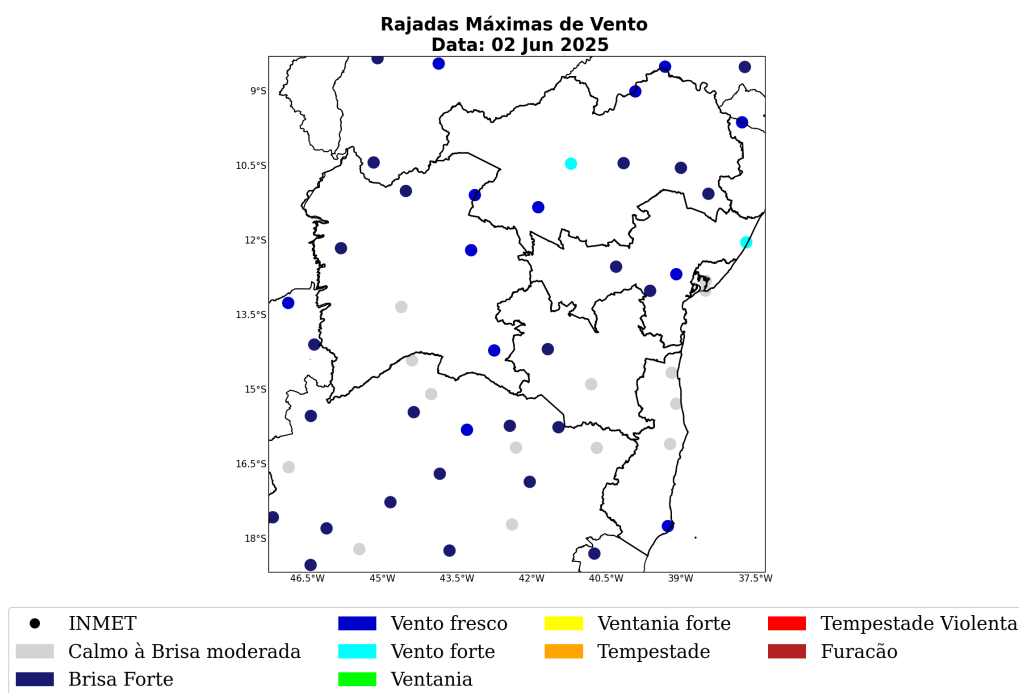 Rajadas Máximas de Vento
Data: 02 Jun 2025
9°S
10.5°S
12°S
13.5°S
15°S
16.5°S
18°S
46.5°W 45°W 43.5°W 42°W 40.5°W 39°W 37.5°W
INMET Vento fresco Ventania forte Tempestade Violenta
Calmo à Brisa moderada Vento forte Tempestade Furacão
Brisa Forte Ventania